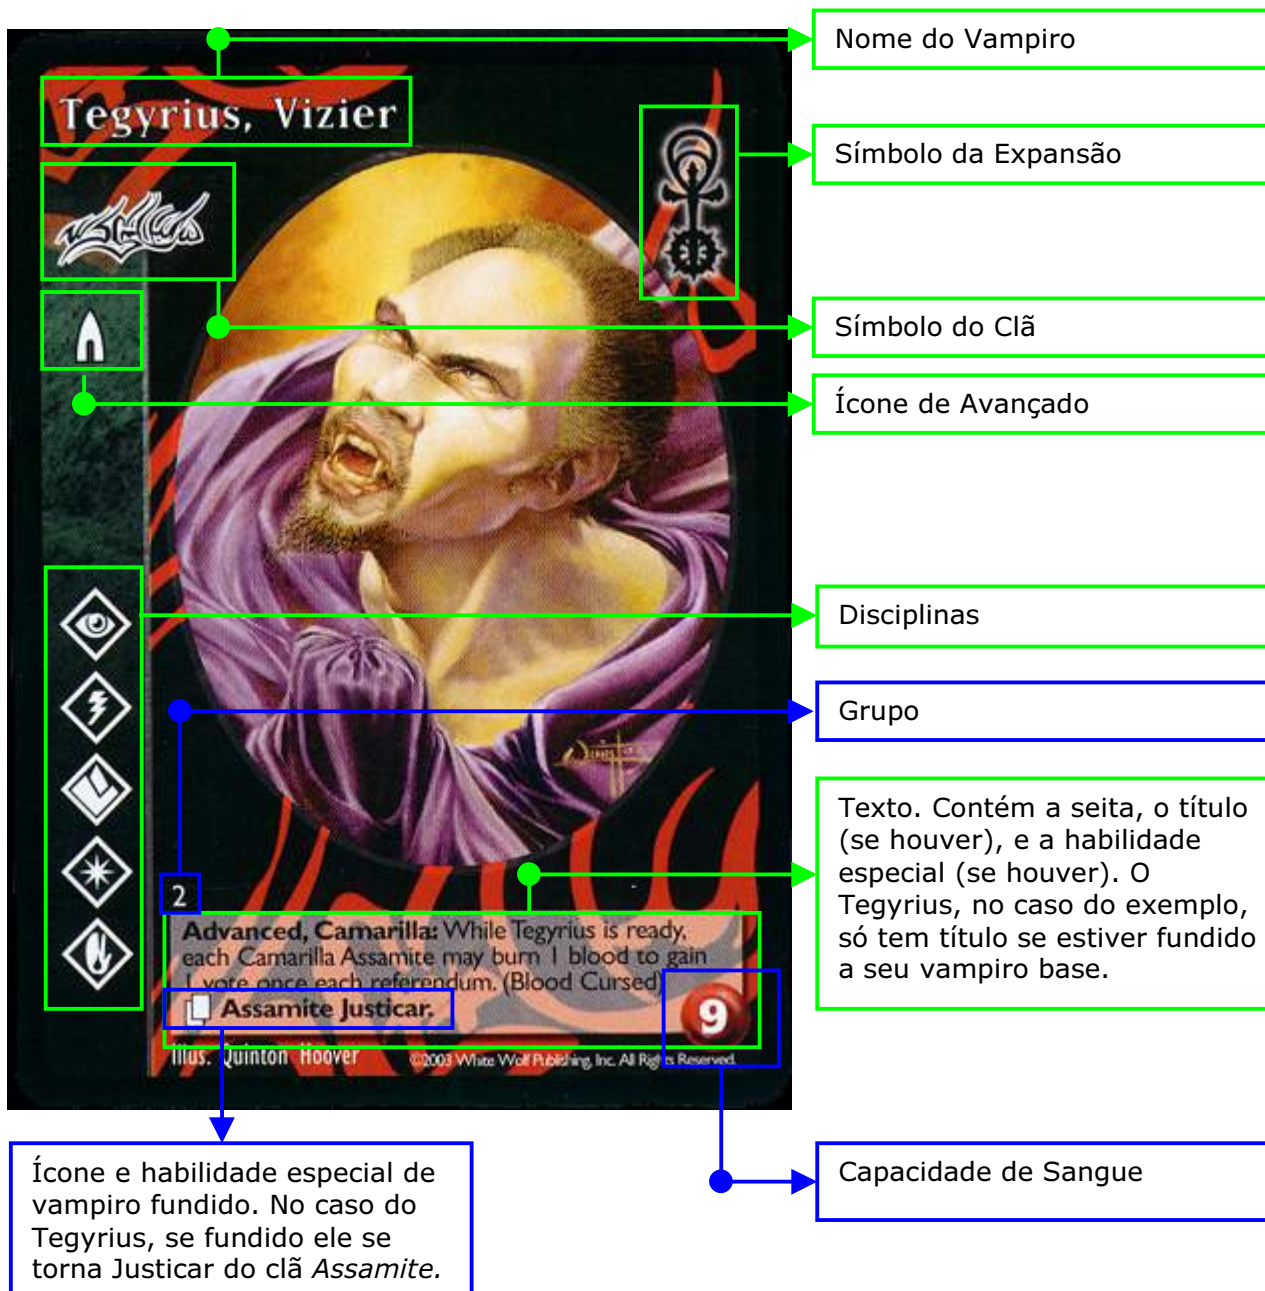 Nome do Vampiro
Tegyrius, Vizier
Símbolo da Expansão
Símbolo do Clã
Ícone de Avançado
Disciplinas
Grupo
Texto. Contém a seita, o título
(se houver), e a habilidade
especial (se houver). O
Tegyrius, no caso do exemplo,
só tem título se estiver fundido
a seu vampiro base.
2
Advanced, Camarilla: While Tegyrius is ready,
each Camarilla Assamite may burn 1 blood to gain
1 vote once each referendum. (Blood Cursed)
Assamite Justicar.
9
Illus. Quinton Hoover
©2003 White Wolf Publishing, Inc. All Rights Reserved.
Ícone e habilidade especial de
vampiro fundido. No caso do
Tegyrius, se fundido ele se
torna Justicar do clã Assamite.
Capacidade de Sangue